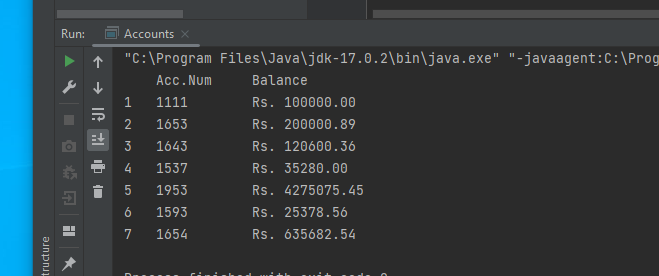 Run: Accounts
"C:\Program Files\Java\jdk-17.0.2\bin\java.exe" "-javaagent:C:\Prog
Acc.Num Balance
1 1111 Rs. 100000.00
2 1653 Rs. 200000.89
3 1643 Rs. 120600.36
4 1537 Rs. 35280.00
5 1953 Rs. 4275075.45
6 1593 Rs. 25378.56
7 1654 Rs. 635682.54
Process finished with exit code 0
tructure